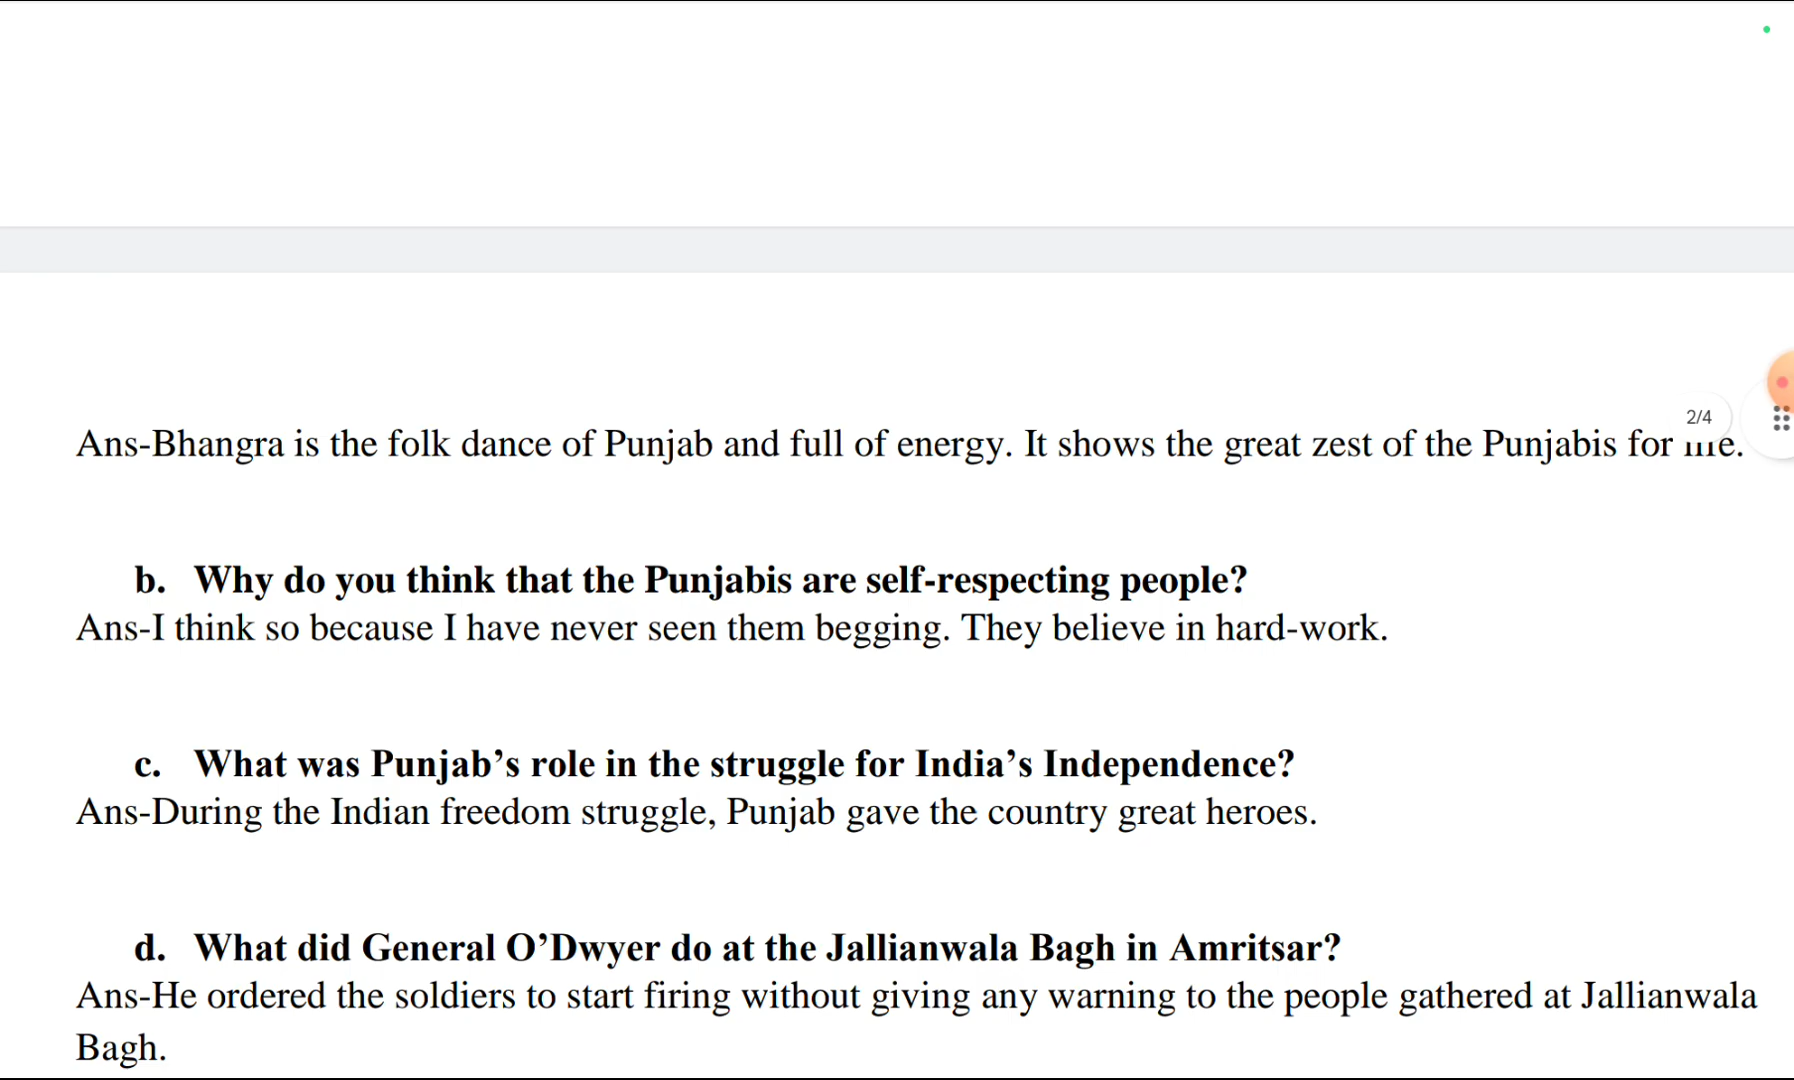 2/4
Ans-Bhangra is the folk dance of Punjab and full of energy. It shows the great zest of the Punjabis for
b. Why do you think that the Punjabis are self-respecting people?
Ans-I think so because I have never seen them begging. They believe in hard-work.
c. What was Punjab’s role in the struggle for India’s Independence?
Ans-During the Indian freedom struggle, Punjab gave the country great heroes.
d. What did General O’Dwyer do at the Jallianwala Bagh in Amritsar?
Ans-He ordered the soldiers to start firing without giving any warning to the people gathered at Jallianwala
Bagh.